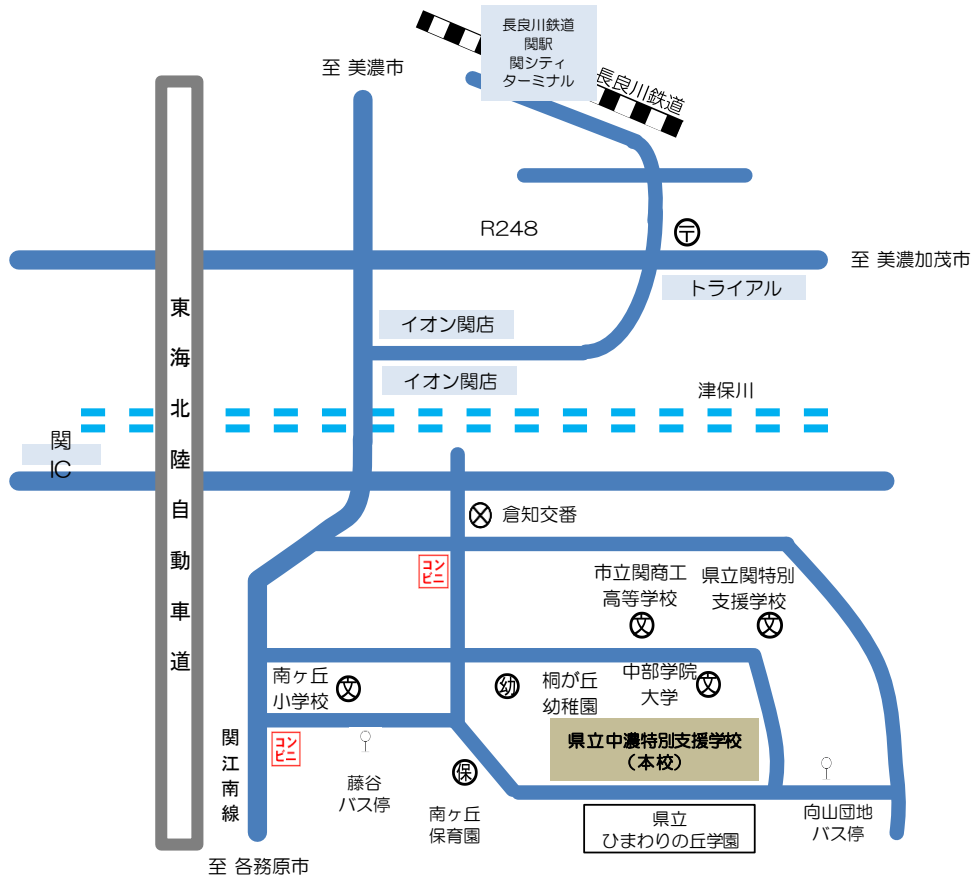 長良川鉄道
関駅
関シティ
ターミナル
至 美濃市
長良川鉄道
R248
〒
至 美濃加茂市
トライアル
イオン関店
イオン関店
津保川
関
IC
東海北陸自動車道
倉知交番
コン
ビニ
市立関商工
高等学校
文
県立関特別
支援学校
文
南ヶ丘
小学校
文
幼
桐が丘
幼稚園
中部学院
大学
文
コン
ビニ
関江南線
藤谷
バス停
保
南ヶ丘
保育園
県立中濃特別支援学校
（本校）
県立
ひまわりの丘学園
向山団地
バス停
至 各務原市